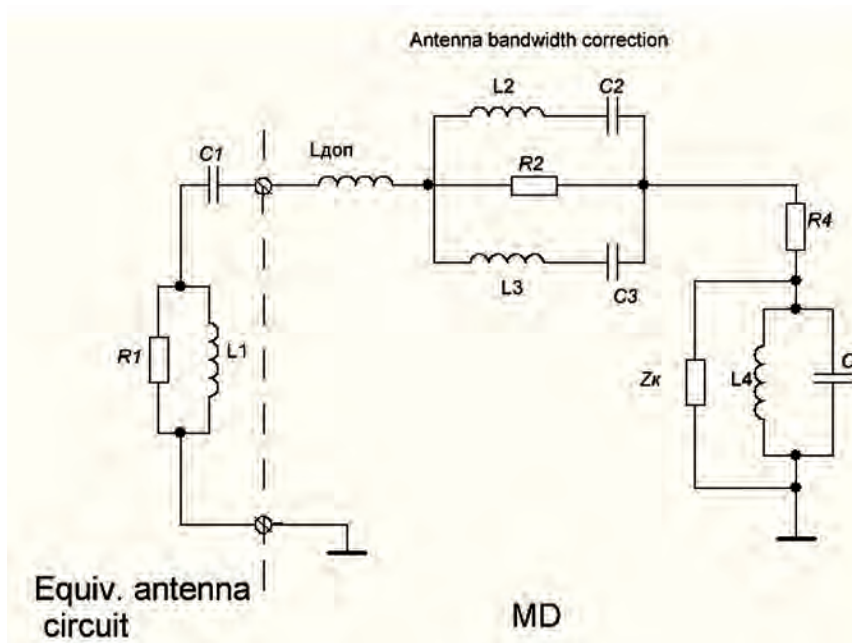 Antenna bandwidth correction
L2
C2
C1
Lдоп
R2
R4
L3
C3
R1
L1
Zк
L4
C
Equiv. antenna
circuit
MD